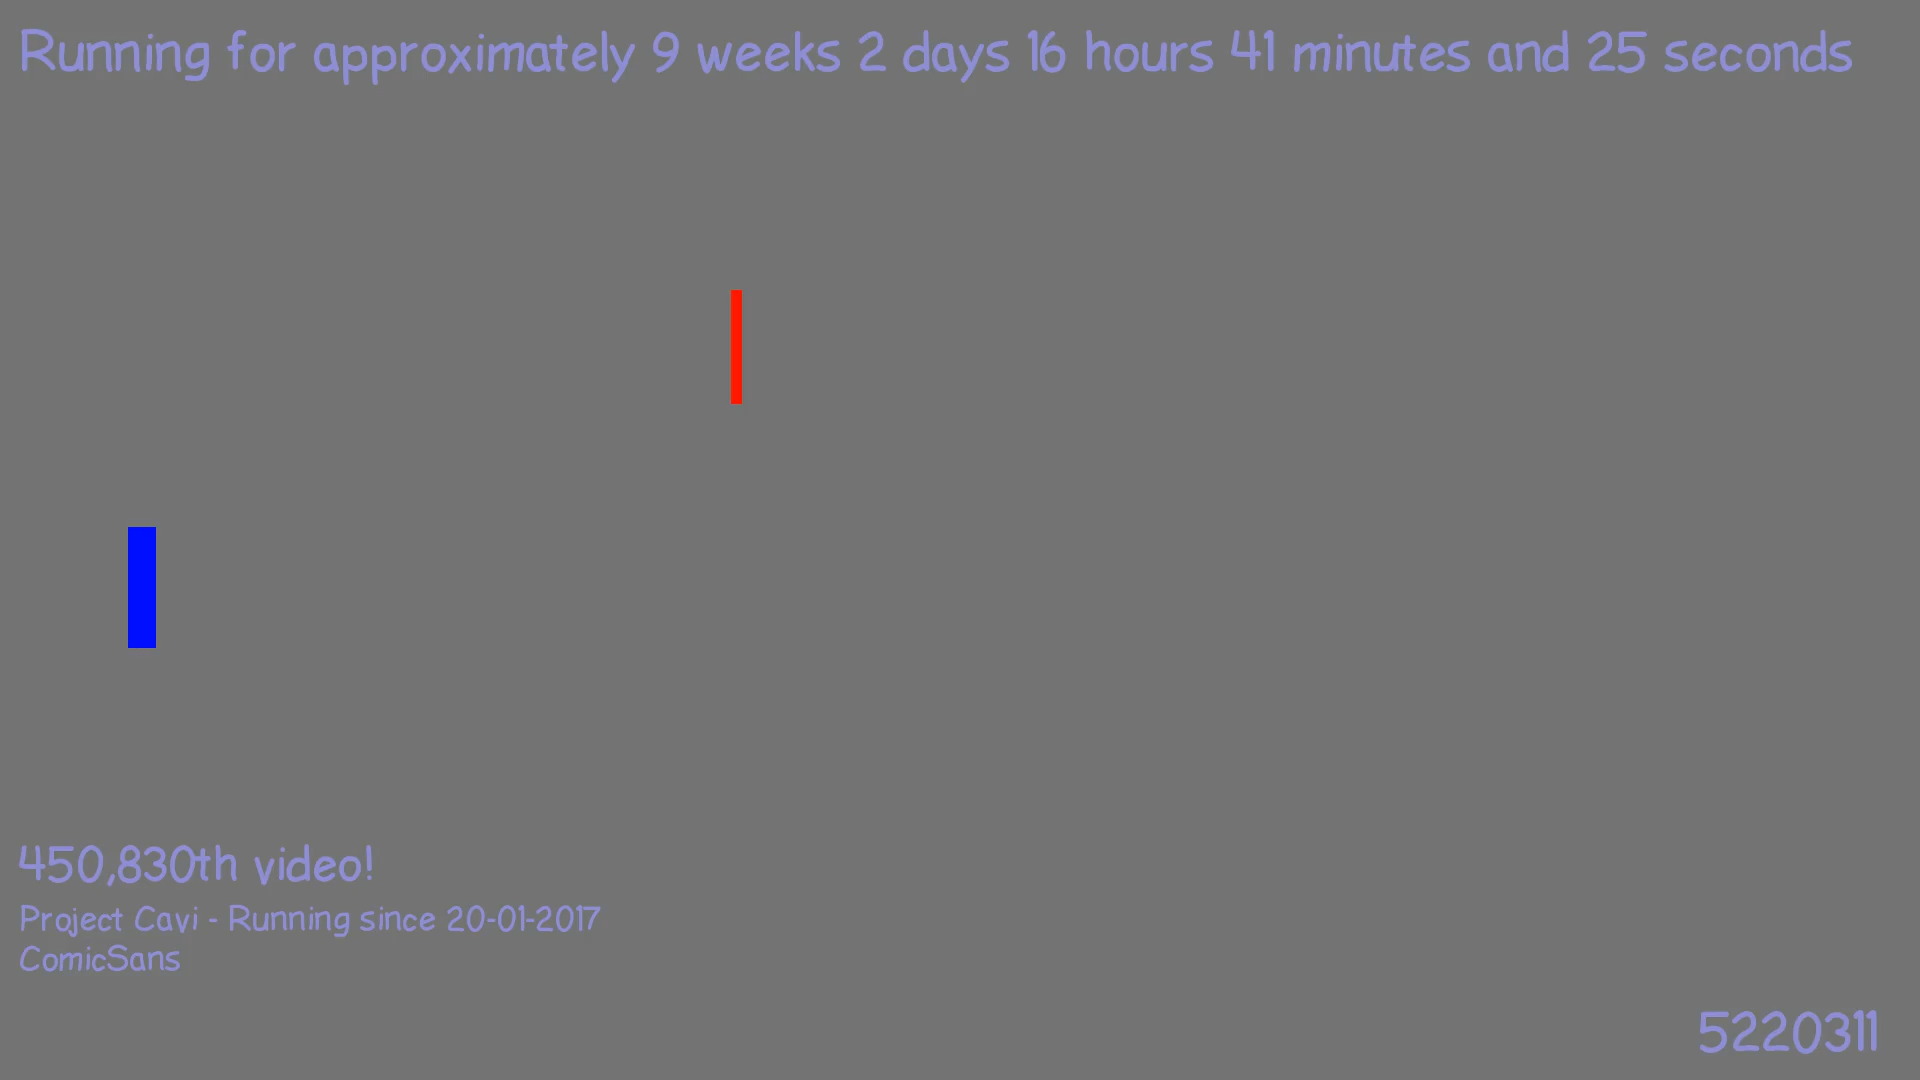 Running for approximately 9 weeks 2 days 16 hours 41 minutes and 25 seconds
450,830th video!
Project Cavi - Running since 20-01-2017
ComicSans
5220311